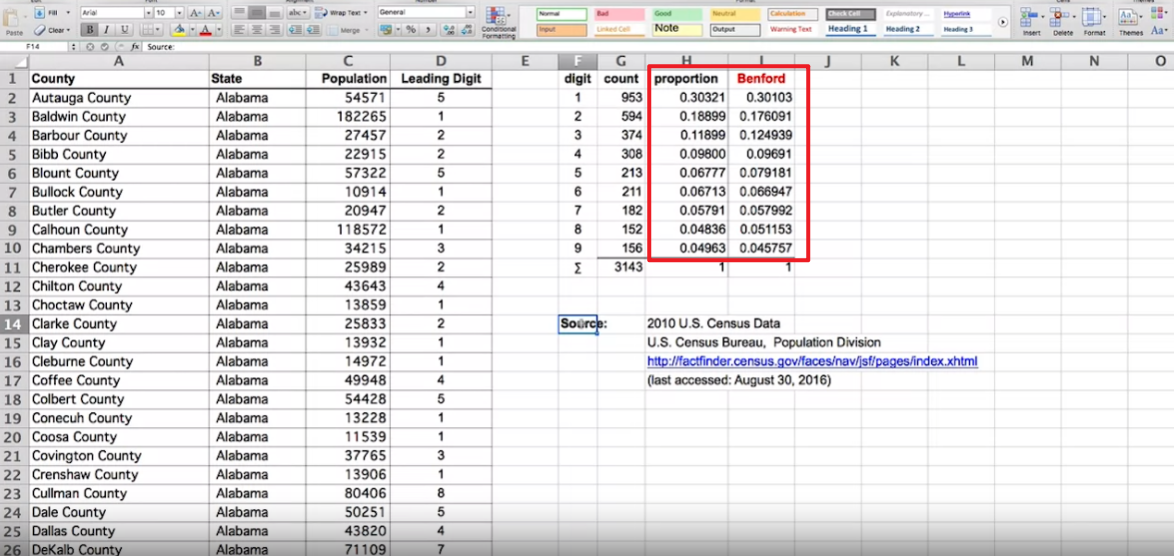 Fill Arial 10 A A abc Wrap Text General Normal Bad Good Neutral Calculation Check Cell Explanatory ... Hyperlink
Paste Clear B I U A Merge % Conditional Formatting Input Linked Cell Note Output Warning Text Heading 1 Heading 2 Heading 3 Insert Delete Format Themes Aa
F14 fx Source:
A B C D E F G H I J K L M N O
1 County State Population Leading Digit digit count proportion Benford
2 Autauga County Alabama 54571 5 1 953 0.30321 0.30103
3 Baldwin County Alabama 182265 1 2 594 0.18899 0.176091
4 Barbour County Alabama 27457 2 3 374 0.11899 0.124939
5 Bibb County Alabama 22915 2 4 308 0.09800 0.09691
6 Blount County Alabama 57322 5 5 213 0.06777 0.079181
7 Bullock County Alabama 10914 1 6 211 0.06713 0.066947
8 Butler County Alabama 20947 2 7 182 0.05791 0.057992
9 Calhoun County Alabama 118572 1 8 152 0.04836 0.051153
10 Chambers County Alabama 34215 3 9 156 0.04963 0.045757
11 Cherokee County Alabama 25989 2 Σ 3143 1 1
12 Chilton County Alabama 43643 4
13 Choctaw County Alabama 13859 1
14 Clarke County Alabama 25833 2 Source: 2010 U.S. Census Data
15 Clay County Alabama 13932 1 U.S. Census Bureau, Population Division
16 Cleburne County Alabama 14972 1 http://factfinder.census.gov/faces/nav/jsf/pages/index.xhtml
17 Coffee County Alabama 49948 4 (last accessed: August 30, 2016)
18 Colbert County Alabama 54428 5
19 Conecuh County Alabama 13228 1
20 Coosa County Alabama 11539 1
21 Covington County Alabama 37765 3
22 Crenshaw County Alabama 13906 1
23 Cullman County Alabama 80406 8
24 Dale County Alabama 50251 5
25 Dallas County Alabama 43820 4
26 DeKalb County Alabama 71109 7